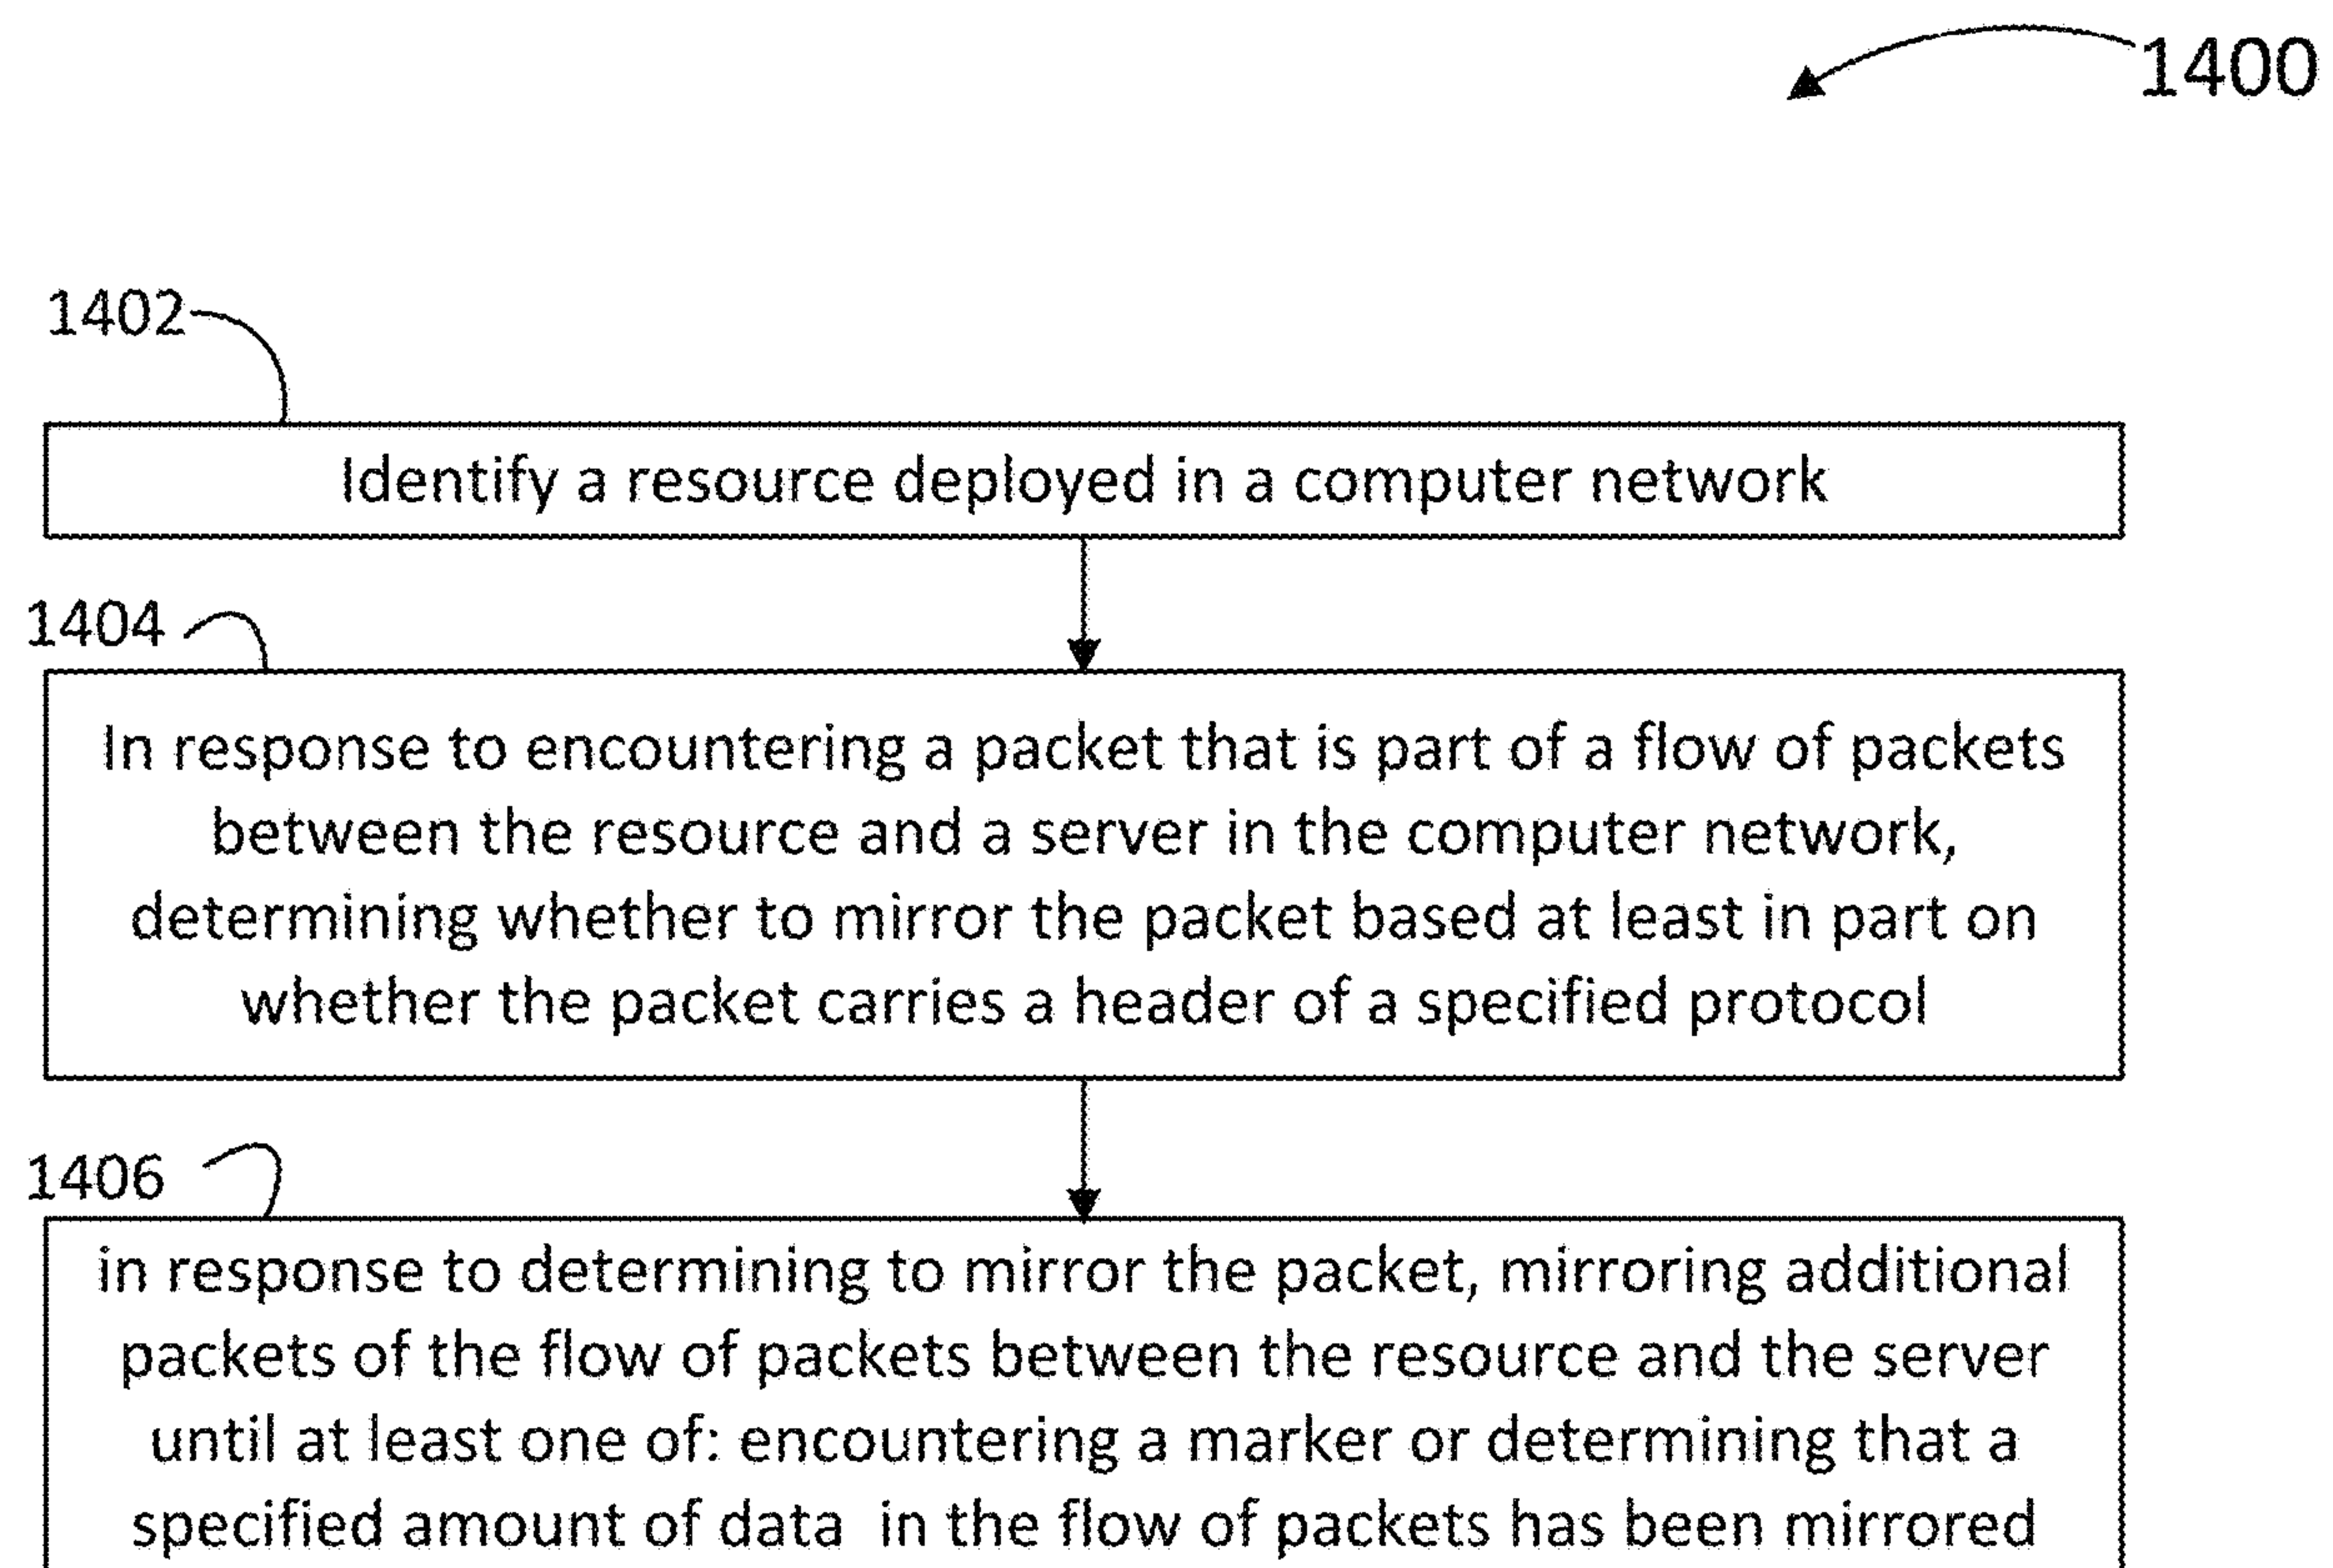 1400
1402
Identify a resource deployed in a computer network
1404
In response to encountering a packet that is part of a flow of packets
between the resource and a server in the computer network,
determining whether to mirror the packet based at least in part on
whether the packet carries a header of a specified protocol
1406
in response to determining to mirror the packet, mirroring additional
packets of the flow of packets between the resource and the server
until at least one of: encountering a marker or determining that a
specified amount of data  in the flow of packets has been mirrored